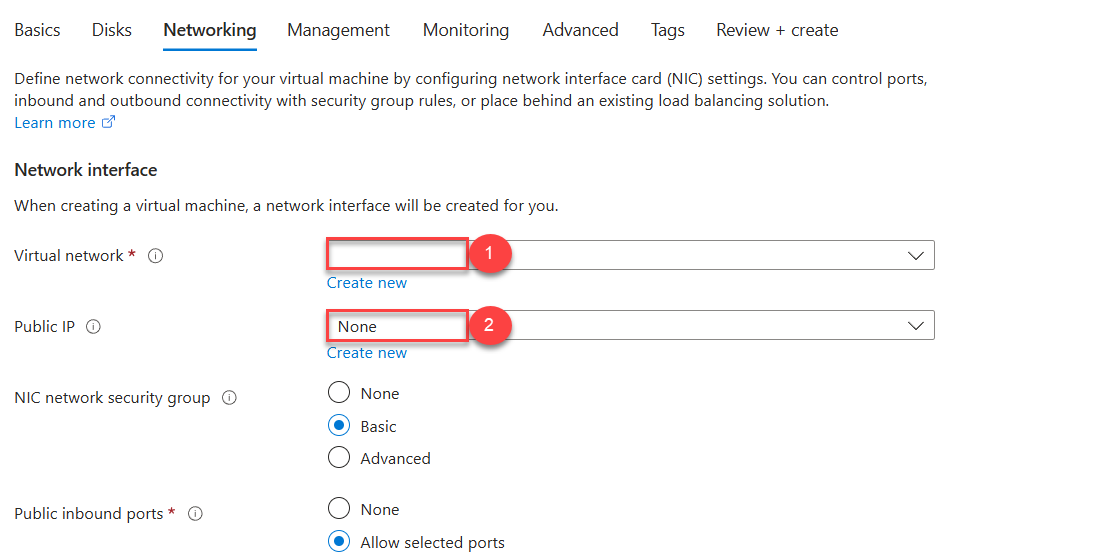 Basics Disks Networking Management Monitoring Advanced Tags Review + create
Define network connectivity for your virtual machine by configuring network interface card (NIC) settings. You can control ports,
inbound and outbound connectivity with security group rules, or place behind an existing load balancing solution.
Learn more
Network interface
When creating a virtual machine, a network interface will be created for you.
Virtual network * 1
Create new
Public IP None 2
Create new
NIC network security group None
Basic
Advanced
Public inbound ports * None
Allow selected ports